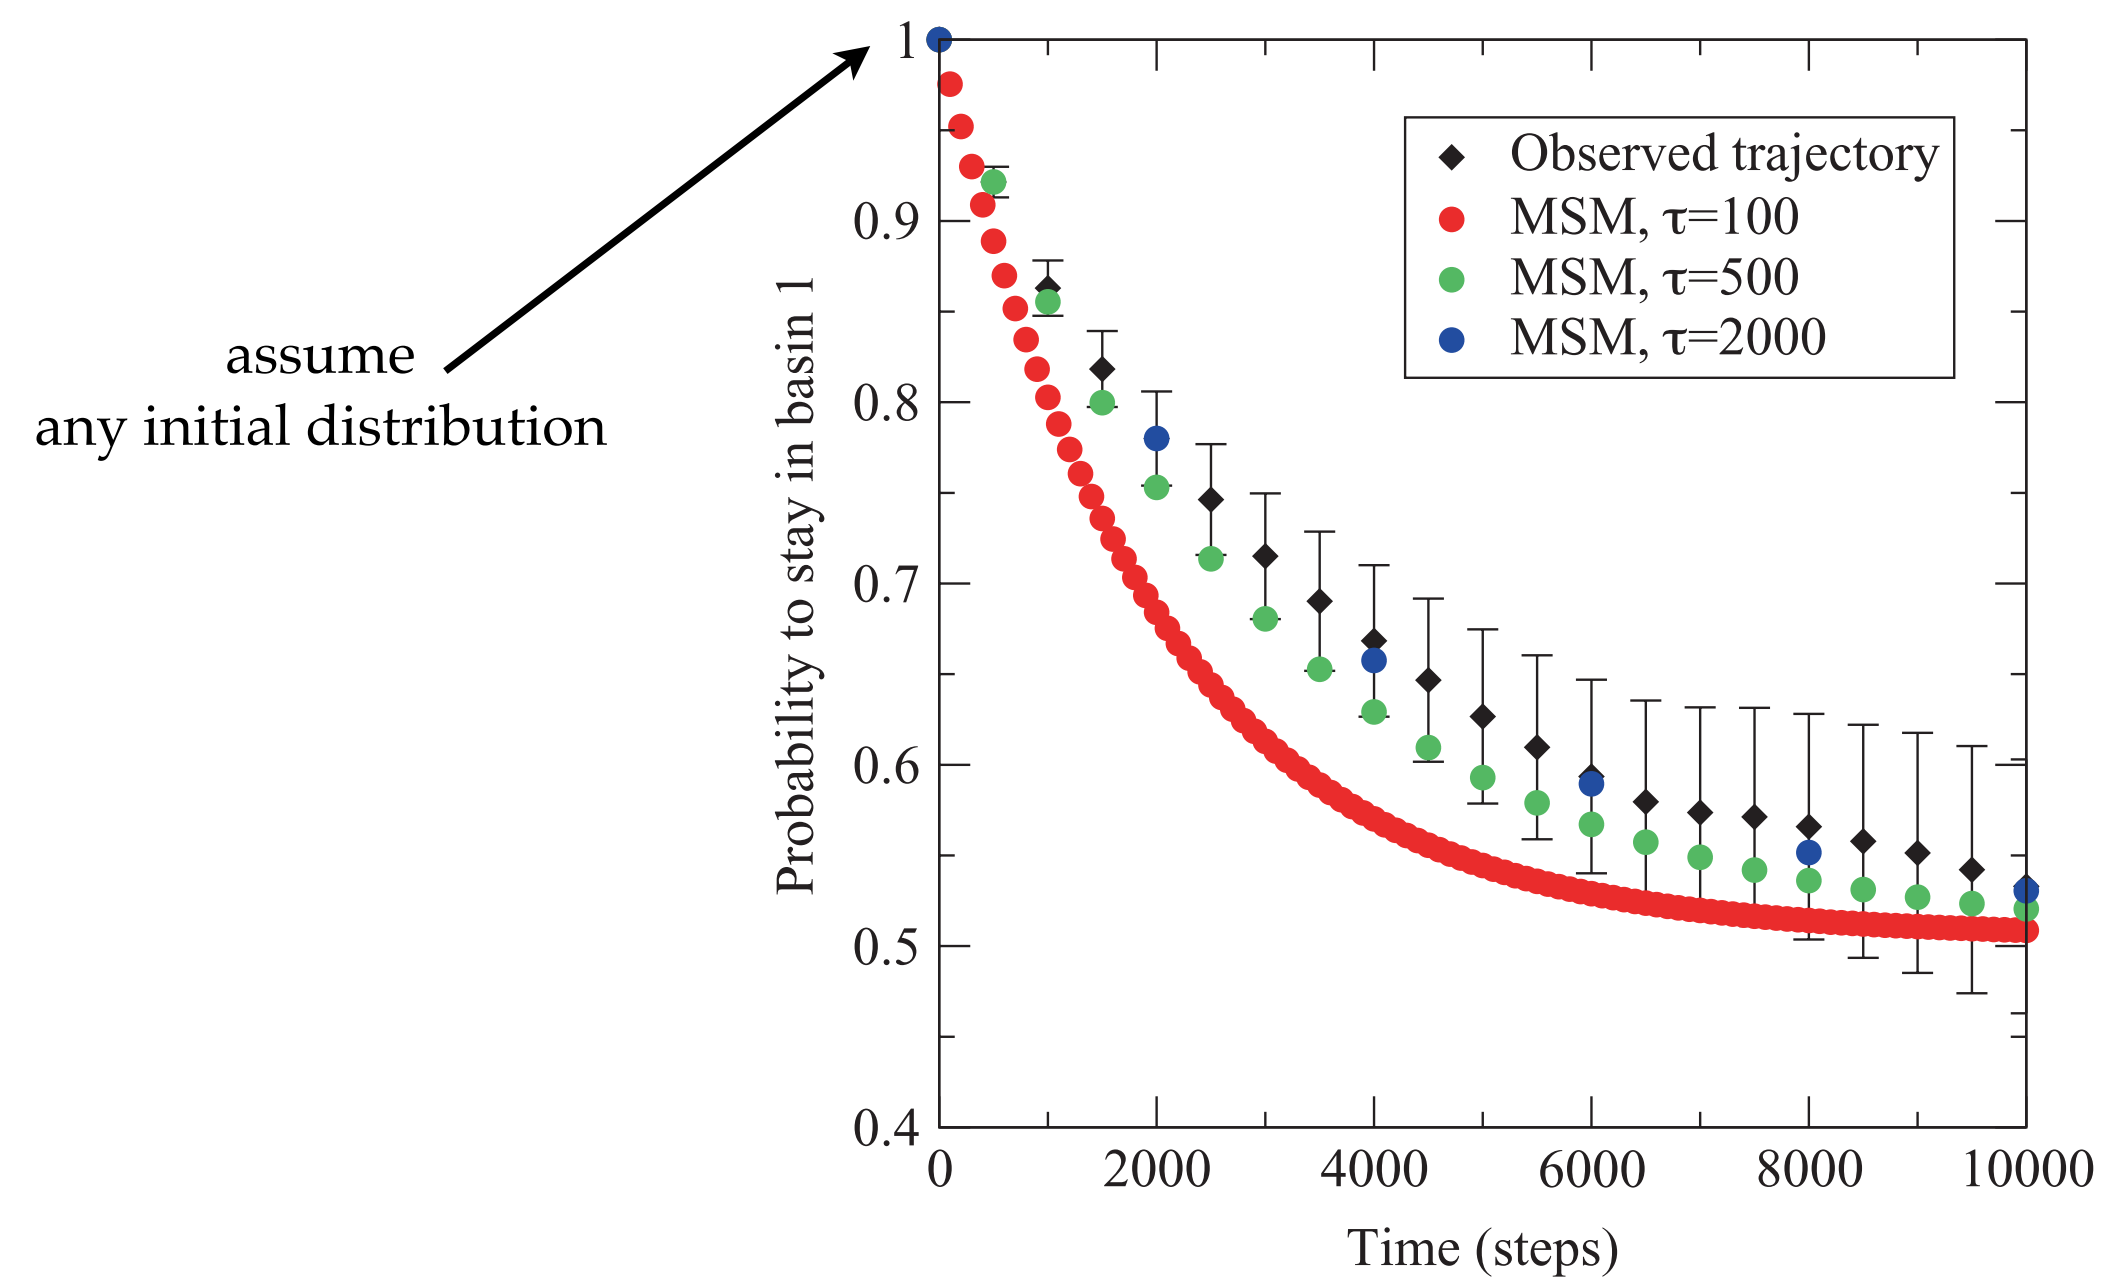 assume
any initial distribution
Probability to stay in basin 1
1
0.9
0.8
0.7
0.6
0.5
0.4
Observed trajectory
MSM, τ=100
MSM, τ=500
MSM, τ=2000
0 2000 4000 6000 8000 10000
Time (steps)